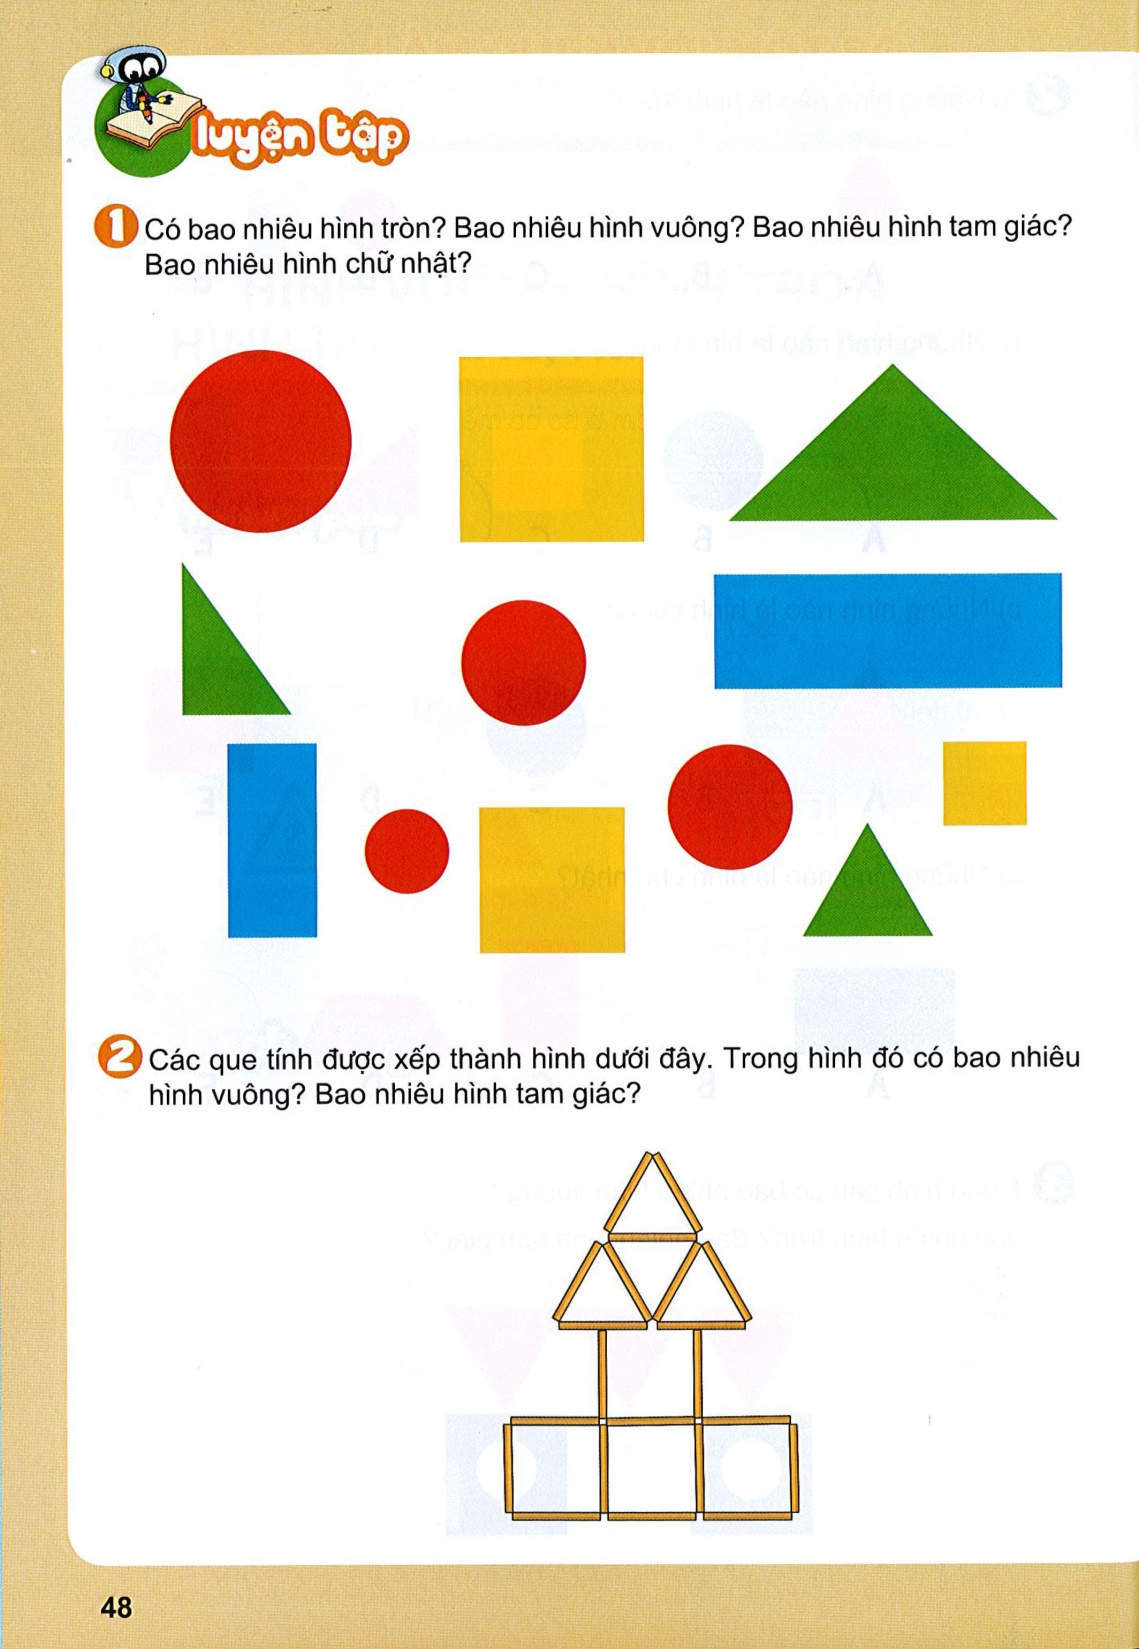 luyện tập
1 Có bao nhiêu hình tròn? Bao nhiêu hình vuông? Bao nhiêu hình tam giác?
Bao nhiêu hình chữ nhật?
2 Các que tính được xếp thành hình dưới đây. Trong hình đó có bao nhiêu
hình vuông? Bao nhiêu hình tam giác?
48